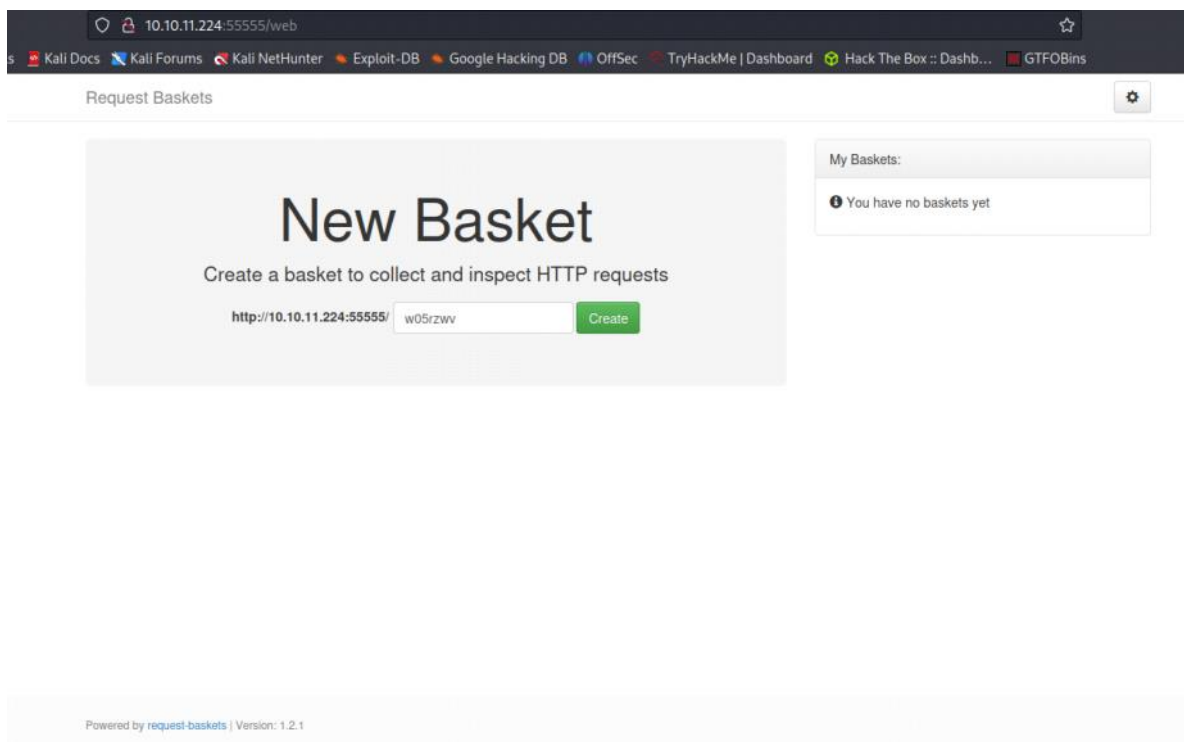 10.10.11.224:55555/web
s Kali Docs Kali Forums Kali NetHunter Exploit-DB Google Hacking DB OffSec TryHackMe | Dashboard Hack The Box :: Dashb... GTFOBins
Request Baskets
New Basket
Create a basket to collect and inspect HTTP requests
http://10.10.11.224:55555/ w05rzwv Create
My Baskets:
You have no baskets yet
Powered by request-baskets | Version: 1.2.1